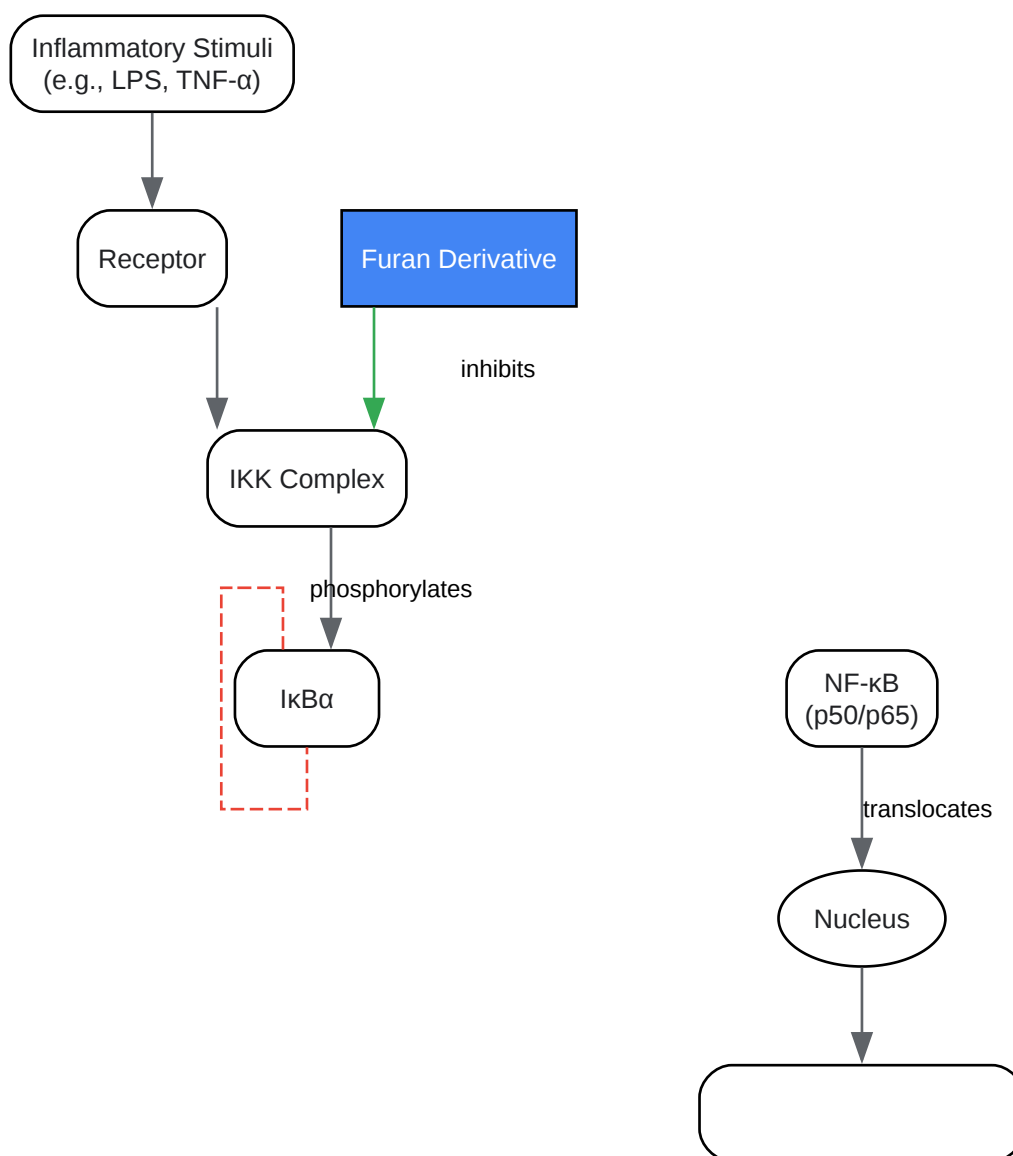 Inflammatory Stimuli
(e.g., LPS, TNF-α)
Receptor
Furan Derivative
inhibits
IKK Complex
phosphorylates
IκBα
NF-κB
(p50/p65)
translocates
Nucleus